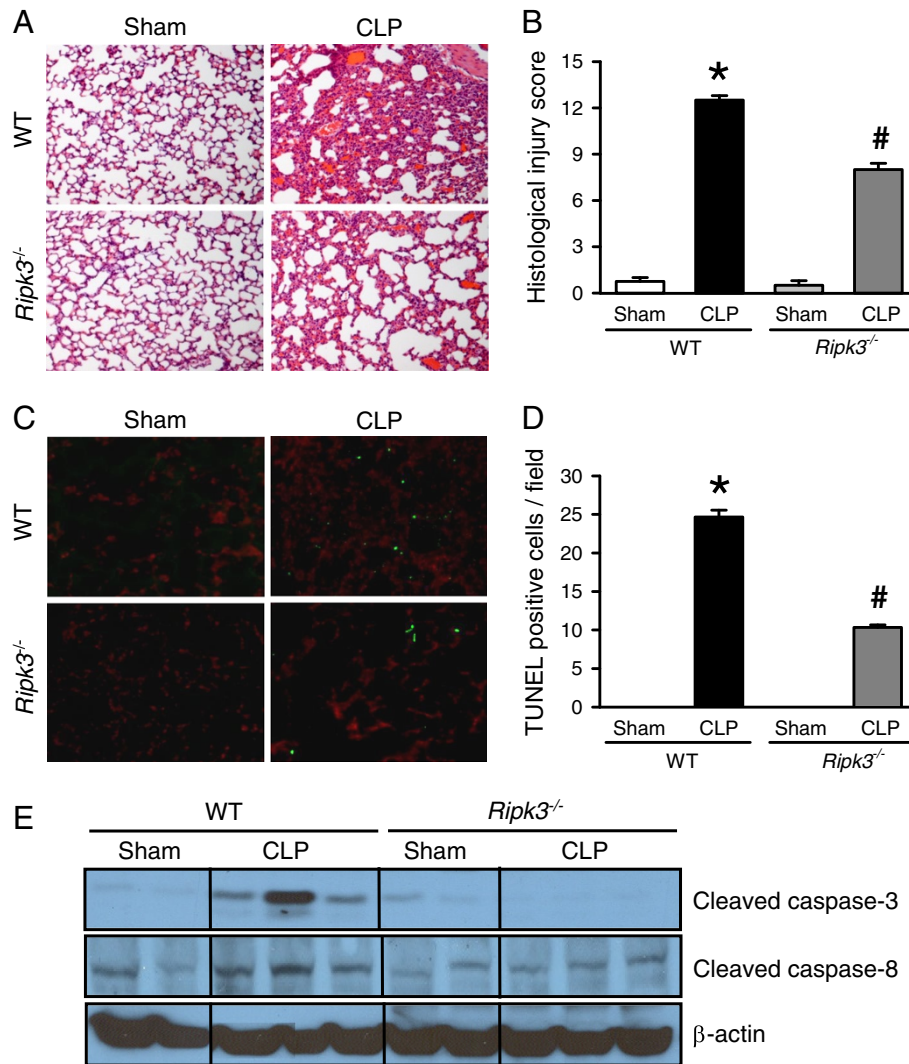 A
Sham
CLP
WT
Ripk3-/-
B
Histological injury score
15
12
9
6
3
0
*
#
Sham
CLP
Sham
CLP
WT
Ripk3-/-
C
Sham
CLP
WT
Ripk3-/-
D
TUNEL positive cells / field
30
25
20
15
10
5
0
*
#
Sham
CLP
Sham
CLP
WT
Ripk3-/-
E
WT
Ripk3-/-
Sham
CLP
Sham
CLP
Cleaved caspase-3
Cleaved caspase-8
β-actin